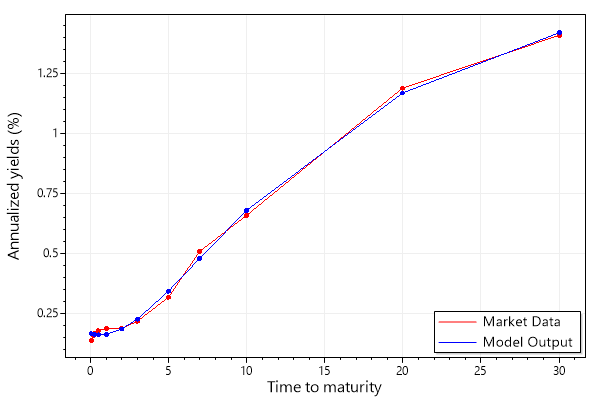 Annualized yields (%)
1.25
1
0.75
0.5
0.25
0 5 10 15 20 25 30
Time to maturity
Market Data
Model Output